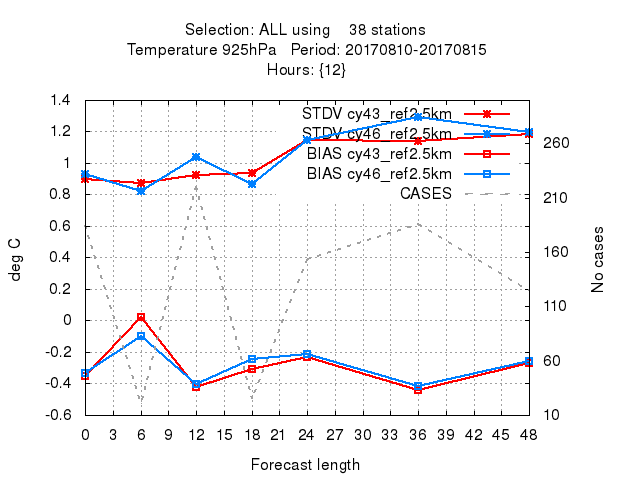 Selection: ALL using 38 stations
Temperature 925hPa Period: 20170810-20170815
Hours: {12}
1.4
1.2
1
0.8
0.6
0.4
0.2
0
-0.2
-0.4
-0.6
deg C
STDV cy43_ref2.5km
STDV cy46_ref2.5km
BIAS cy43_ref2.5km
BIAS cy46_ref2.5km
CASES
260
210
160
110
60
10
No cases
0 3 6 9 12 15 18 21 24 27 30 33 36 39 42 45 48
Forecast length